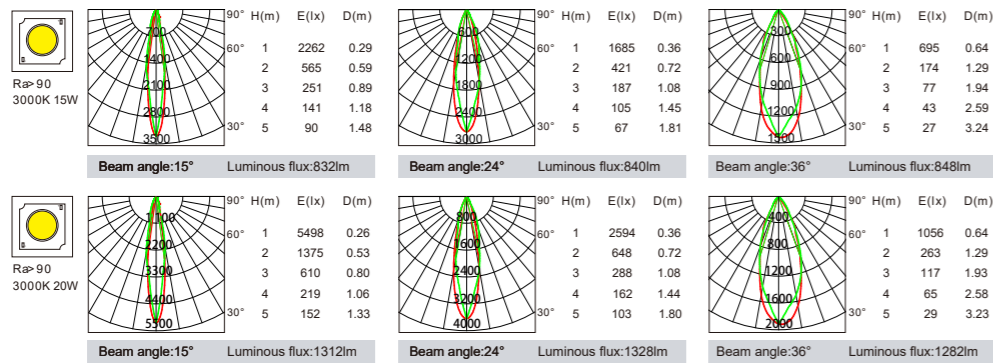 90° H(m) E(lx) D(m)
700
60° 1 2262 0.29
1400
2 565 0.59
2100
3 251 0.89
2800
4 141 1.18
30° 5 90 1.48
3500
Ra>90
3000K 15W
Beam angle:15° Luminous flux:832lm
90° H(m) E(lx) D(m)
600
60° 1 1685 0.36
1200
2 421 0.72
1800
3 187 1.08
2400
4 105 1.45
30° 5 67 1.81
3000
Beam angle:24° Luminous flux:840lm
90° H(m) E(lx) D(m)
300
60° 1 695 0.64
600
2 174 1.29
900
3 77 1.94
1200
4 43 2.59
30° 5 27 3.24
1500
Beam angle:36° Luminous flux:848lm
90° H(m) E(lx) D(m)
1100
60° 1 5498 0.26
2200
2 1375 0.53
3300
3 610 0.80
4400
4 219 1.06
30° 5 152 1.33
5500
Ra>90
3000K 20W
Beam angle:15° Luminous flux:1312lm
90° H(m) E(lx) D(m)
800
60° 1 2594 0.36
1600
2 648 0.72
2400
3 288 1.08
3200
4 162 1.44
30° 5 103 1.80
4000
Beam angle:24° Luminous flux:1328lm
90° H(m) E(lx) D(m)
400
60° 1 1056 0.64
800
2 263 1.29
1200
3 117 1.93
1600
4 65 2.58
30° 5 29 3.23
2000
Beam angle:36° Luminous flux:1282lm